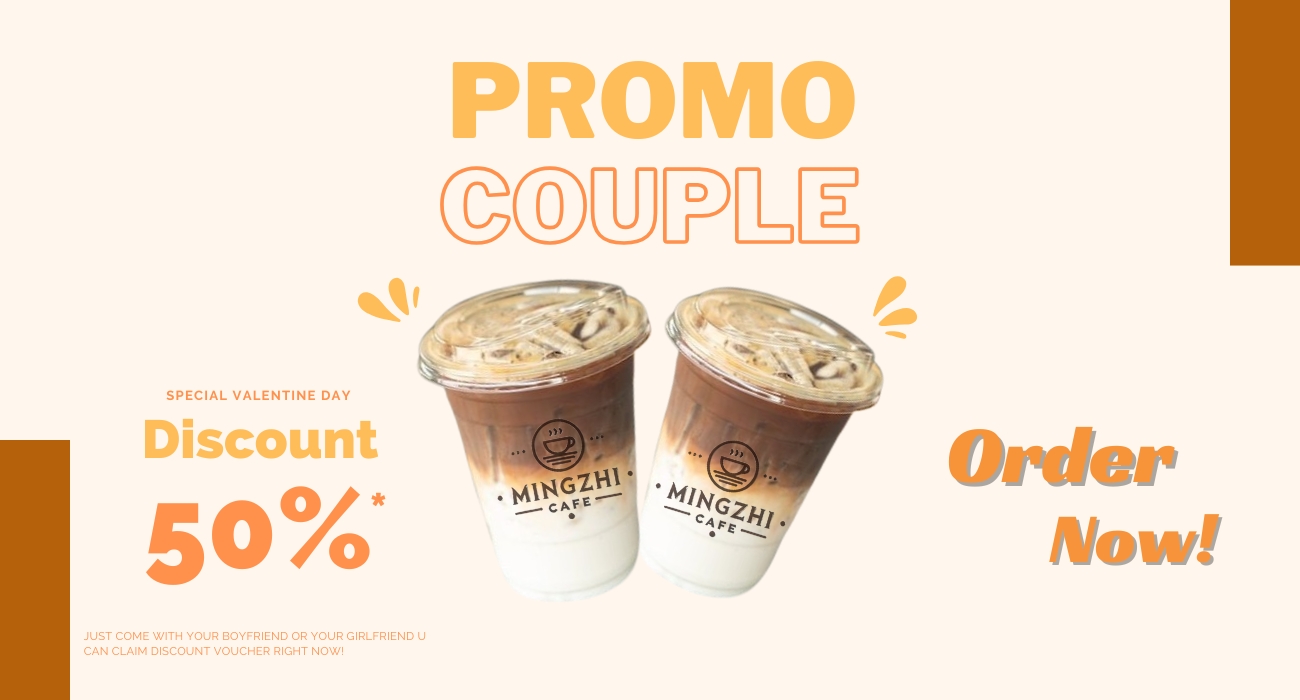 PROMO
COUPLE
SPECIAL VALENTINE DAY
Discount
50%*
JUST COME WITH YOUR BOYFRIEND OR YOUR GIRLFRIEND U
CAN CLAIM DISCOUNT VOUCHER RIGHT NOW!
MINGZHI
CAFE
MINGZHI
CAFE
Order
Now!